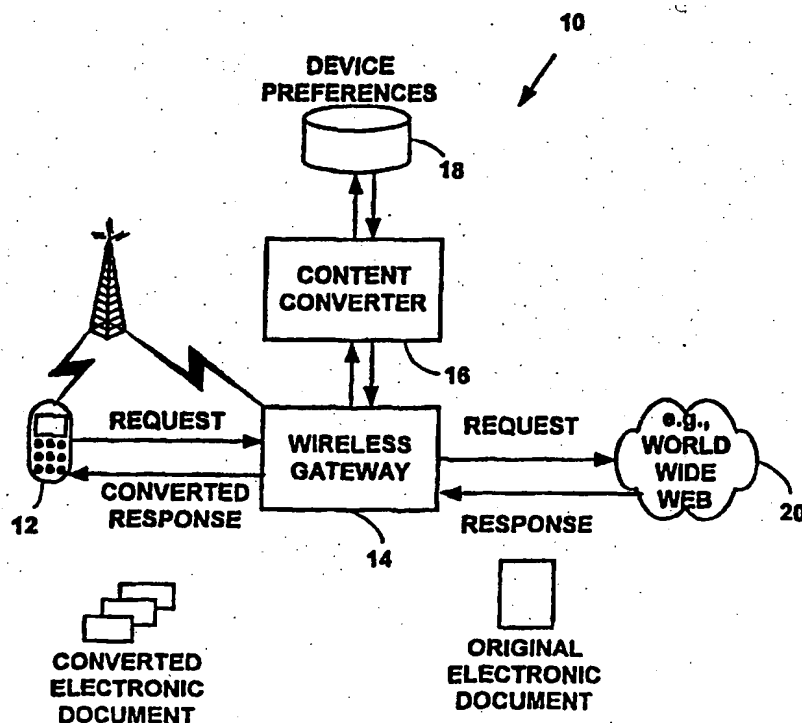 10
DEVICE
PREFERENCES
18
CONTENT
CONVERTER
16
REQUEST
WIRELESS
GATEWAY
REQUEST
e.g.,
WORLD
WIDE
WEB
12
CONVERTED
RESPONSE
14
RESPONSE
20
CONVERTED
ELECTRONIC
DOCUMENT
ORIGINAL
ELECTRONIC
DOCUMENT